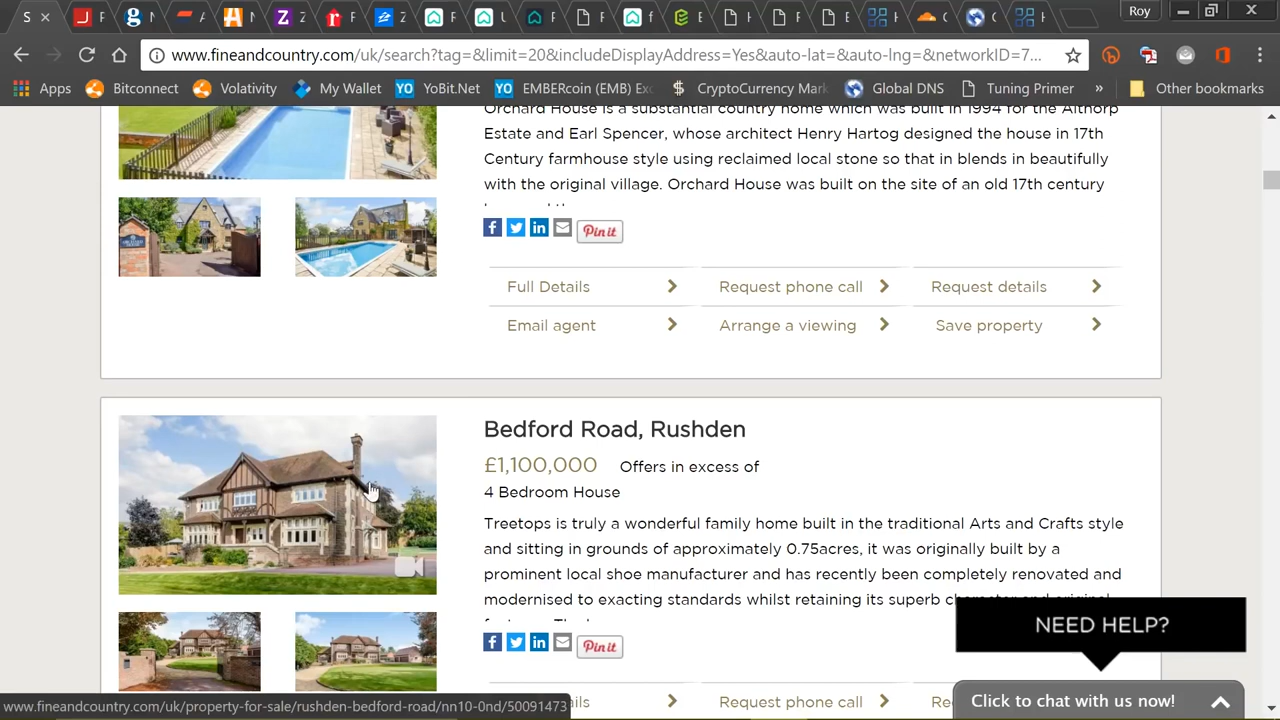 Roy
www.fineandcountry.com/uk/search?tag=&limit=20&includeDisplayAddress=Yes&auto-lat=&auto-lng=&networkID=7...
Apps Bitconnect Volativity My Wallet YO YoBit.Net YO EMBERcoin (EMB) Exc $ CryptoCurrency Mark Global DNS Tuning Primer » Other bookmarks
Orchard House is a substantial country home which was built in 1994 for the Althorp
Estate and Earl Spencer, whose architect Henry Hartog designed the house in 17th
Century farmhouse style using reclaimed local stone so that in blends in beautifully
with the original village. Orchard House was built on the site of an old 17th century
Pin it
Full Details Request phone call Request details
Email agent Arrange a viewing Save property
Bedford Road, Rushden
£1,100,000 Offers in excess of
4 Bedroom House
Treetops is truly a wonderful family home built in the traditional Arts and Crafts style
and sitting in grounds of approximately 0.75acres, it was originally built by a
prominent local shoe manufacturer and has recently been completely renovated and
modernised to exacting standards whilst retaining its superb character and original
NEED HELP?
Pin it
Request phone call
Click to chat with us now!
www.fineandcountry.com/uk/property-for-sale/rushden-bedford-road/nn10-0nd/50091473